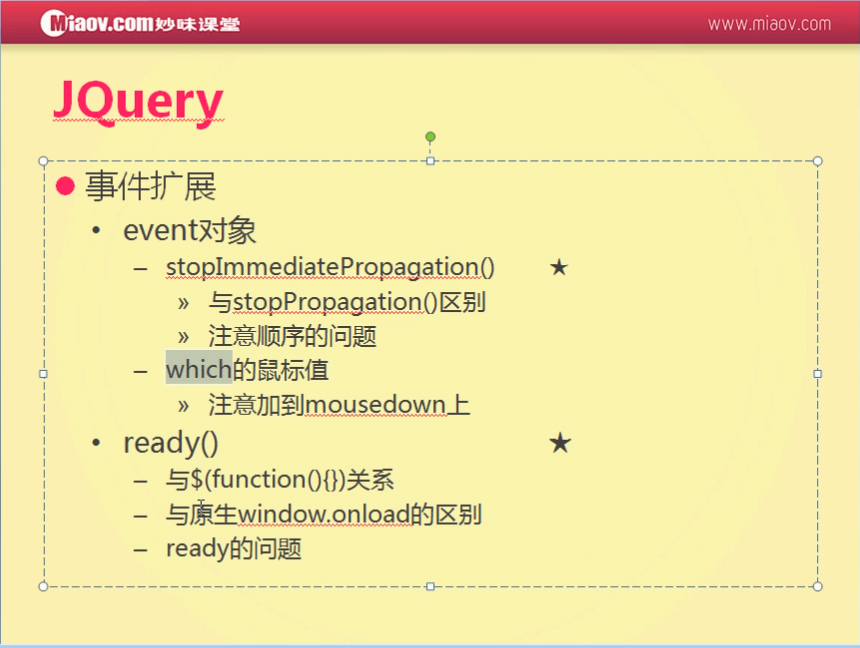 Miaov.com妙味课堂
www.miaov.com
JQuery
事件扩展
• event对象
– stopImmediatePropagation() ★
» 与stopPropagation()区别
» 注意顺序的问题
– which的鼠标值
» 注意加到mousedown上
• ready() ★
– 与$(function(){})关系
– 与原生window.onload的区别
– ready的问题